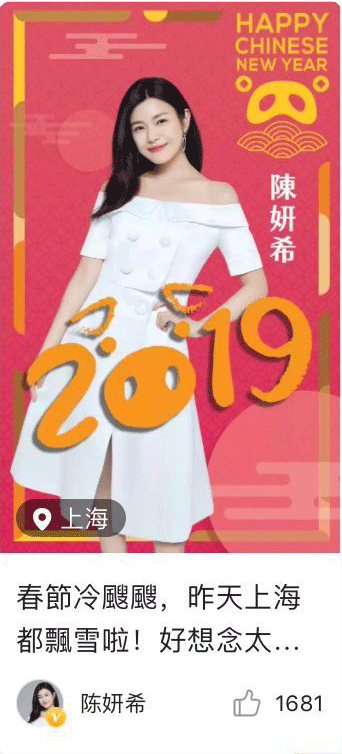 HAPPY
CHINESE
NEW YEAR
陳妍希
2019
上海
春節冷颼颼，昨天上海
都飄雪啦！好想念太...
陈妍希
1681